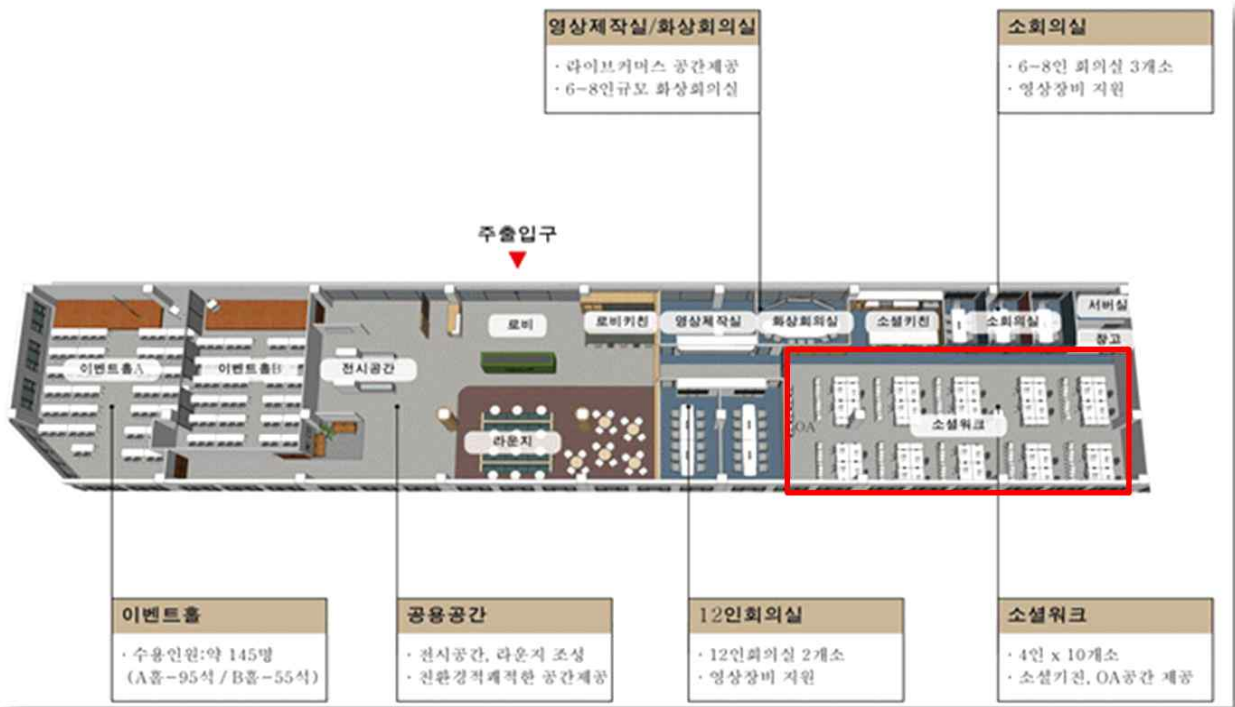 영상제작실/화상회의실
· 라이브커머스 공간제공
· 6-8인규모 화상회의실
소회의실
· 6-8인 회의실 3개소
· 영상장비 지원
주출입구
이벤트홀A
이벤트홀B
전시공간
로비
로비키친
영상제작실
화상회의실
소셜키친
소회의실
서버실
창고
라운지
OA
소셜워크
이벤트홀
· 수용인원:약 145명
(A홀-95석 / B홀-55석)
공용공간
· 전시공간, 라운지 조성
· 친환경적쾌적한 공간제공
12인회의실
· 12인회의실 2개소
· 영상장비 지원
소셜워크
· 4인 x 10개소
· 소셜키친, OA공간 제공